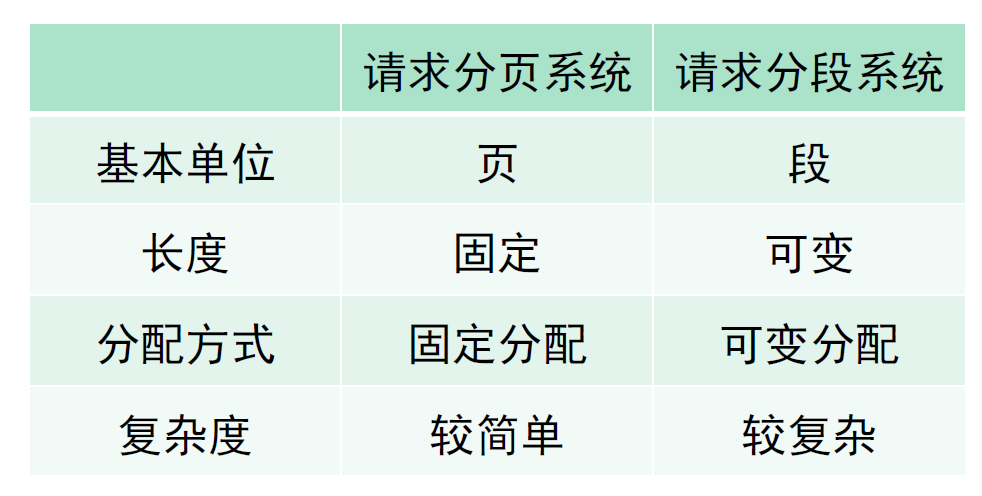 请求分页系统 请求分段系统
基本单位 页 段
长度 固定 可变
分配方式 固定分配 可变分配
复杂度 较简单 较复杂